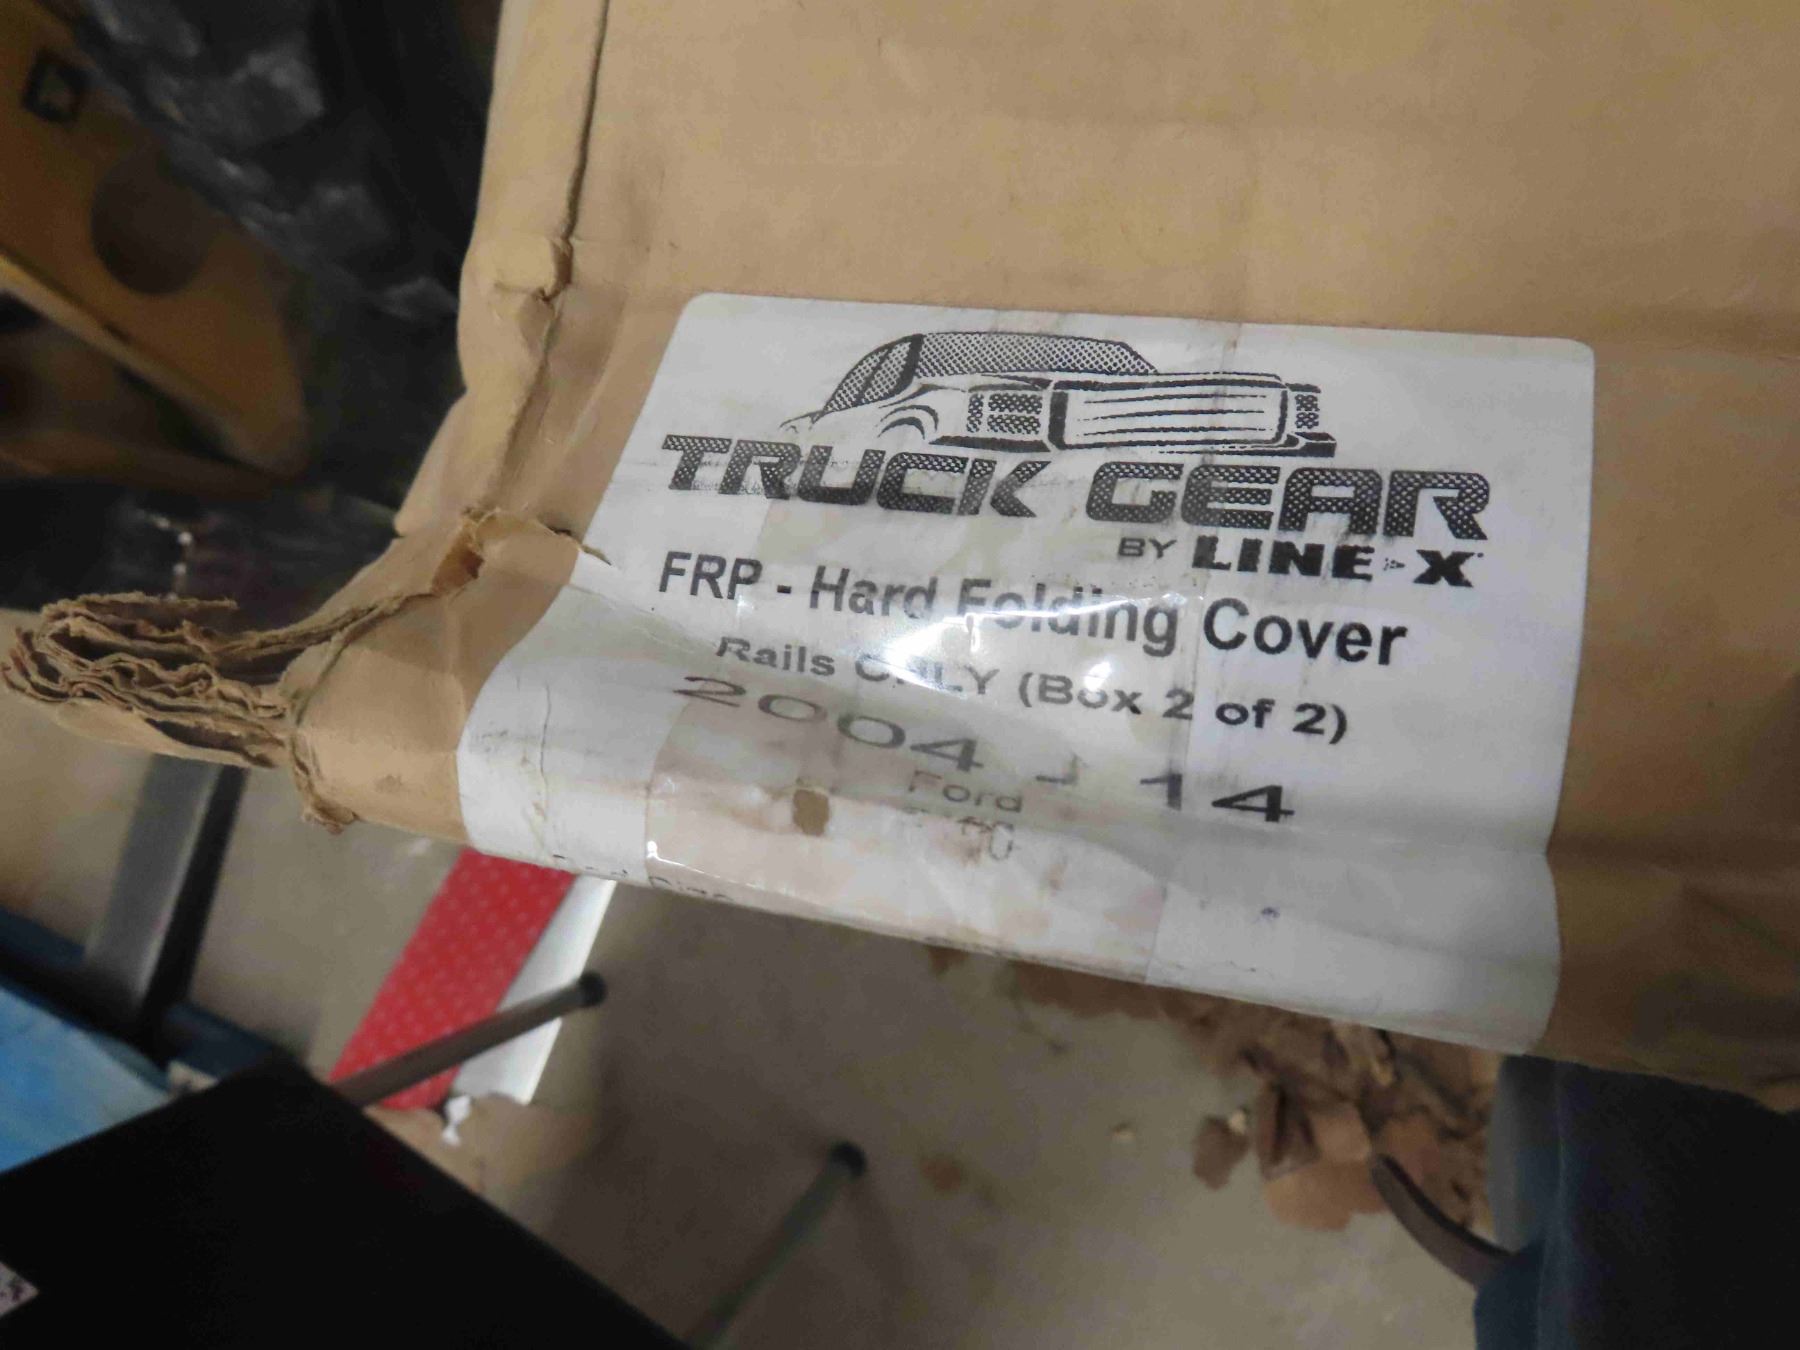 TRUCK GEAR
BY LINE-X
FRP - Hard Folding Cover
Rails ONLY (Box 2 of 2)
2004 - 14
Ford